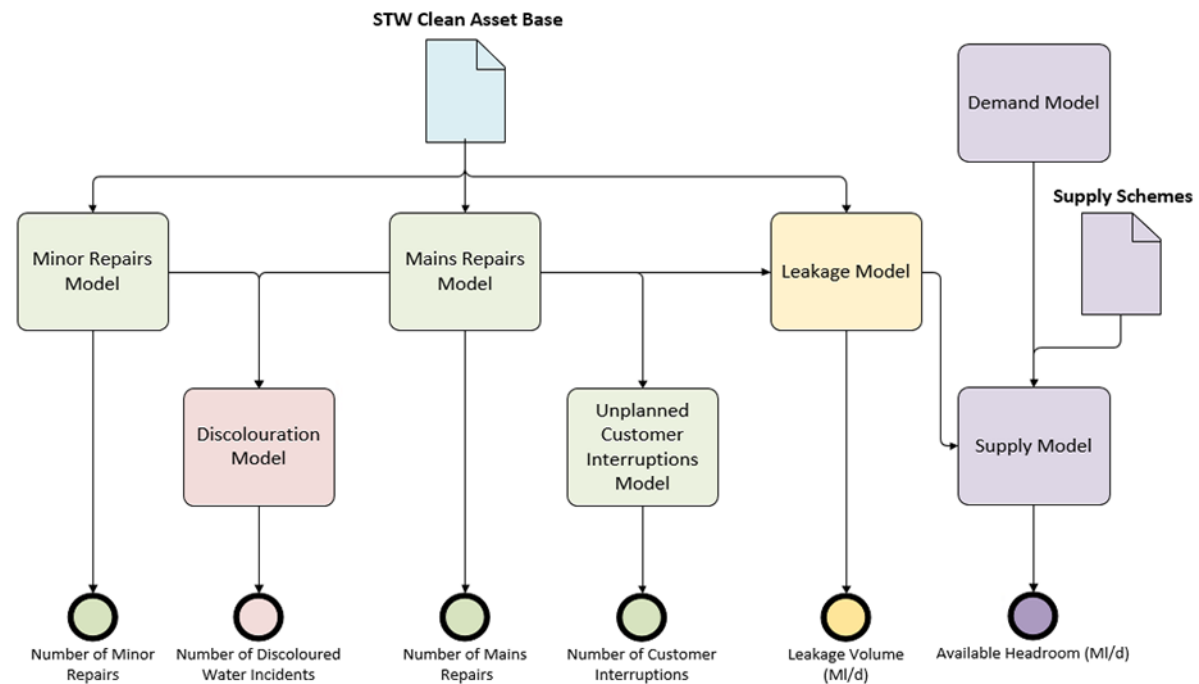 STW Clean Asset Base
Demand Model
Supply Schemes
Minor Repairs
Model
Mains Repairs
Model
Leakage Model
Discolouration
Model
Unplanned
Customer
Interruptions
Model
Supply Model
Number of Minor
Repairs
Number of Discoloured
Water Incidents
Number of Mains
Repairs
Number of Customer
Interruptions
Leakage Volume
(Ml/d)
Available Headroom (Ml/d)